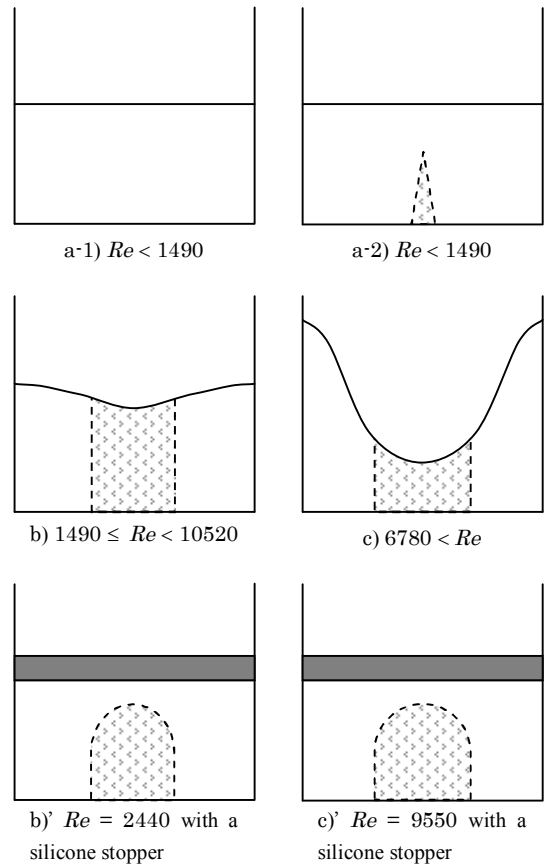 a-1) Re < 1490
a-2) Re < 1490
b) 1490 ≤ Re < 10520
c) 6780 < Re
b)' Re = 2440 with a
silicone stopper
c)' Re = 9550 with a
silicone stopper